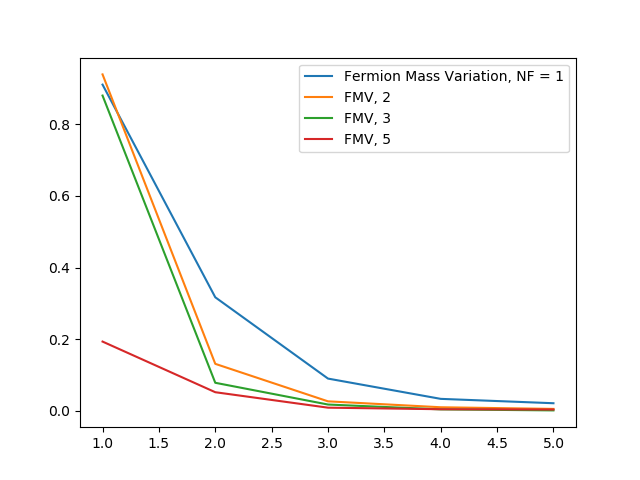 Fermion Mass Variation, NF = 1
FMV, 2
FMV, 3
FMV, 5
0.8
0.6
0.4
0.2
0.0
1.0 1.5 2.0 2.5 3.0 3.5 4.0 4.5 5.0